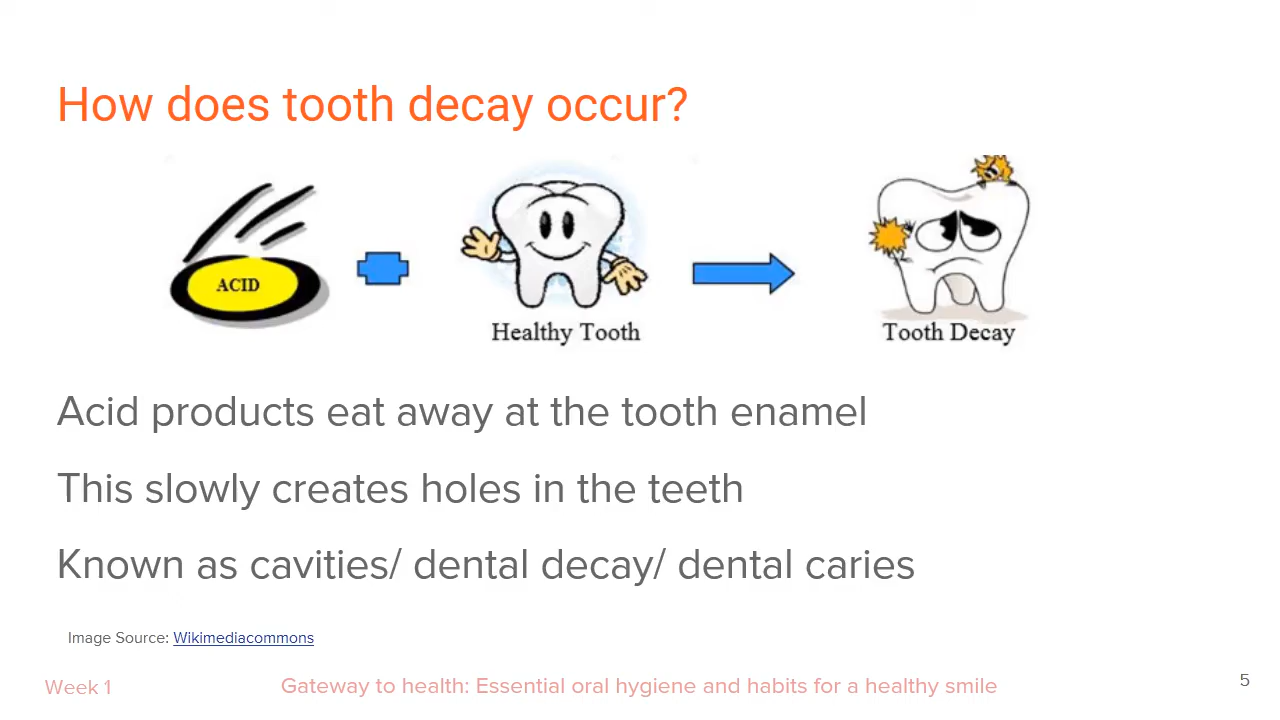 How does tooth decay occur?
ACID
Healthy Tooth
Tooth Decay
Acid products eat away at the tooth enamel
This slowly creates holes in the teeth
Known as cavities/ dental decay/ dental caries
Image Source: Wikimediacommons
Week 1
Gateway to health: Essential oral hygiene and habits for a healthy smile
5